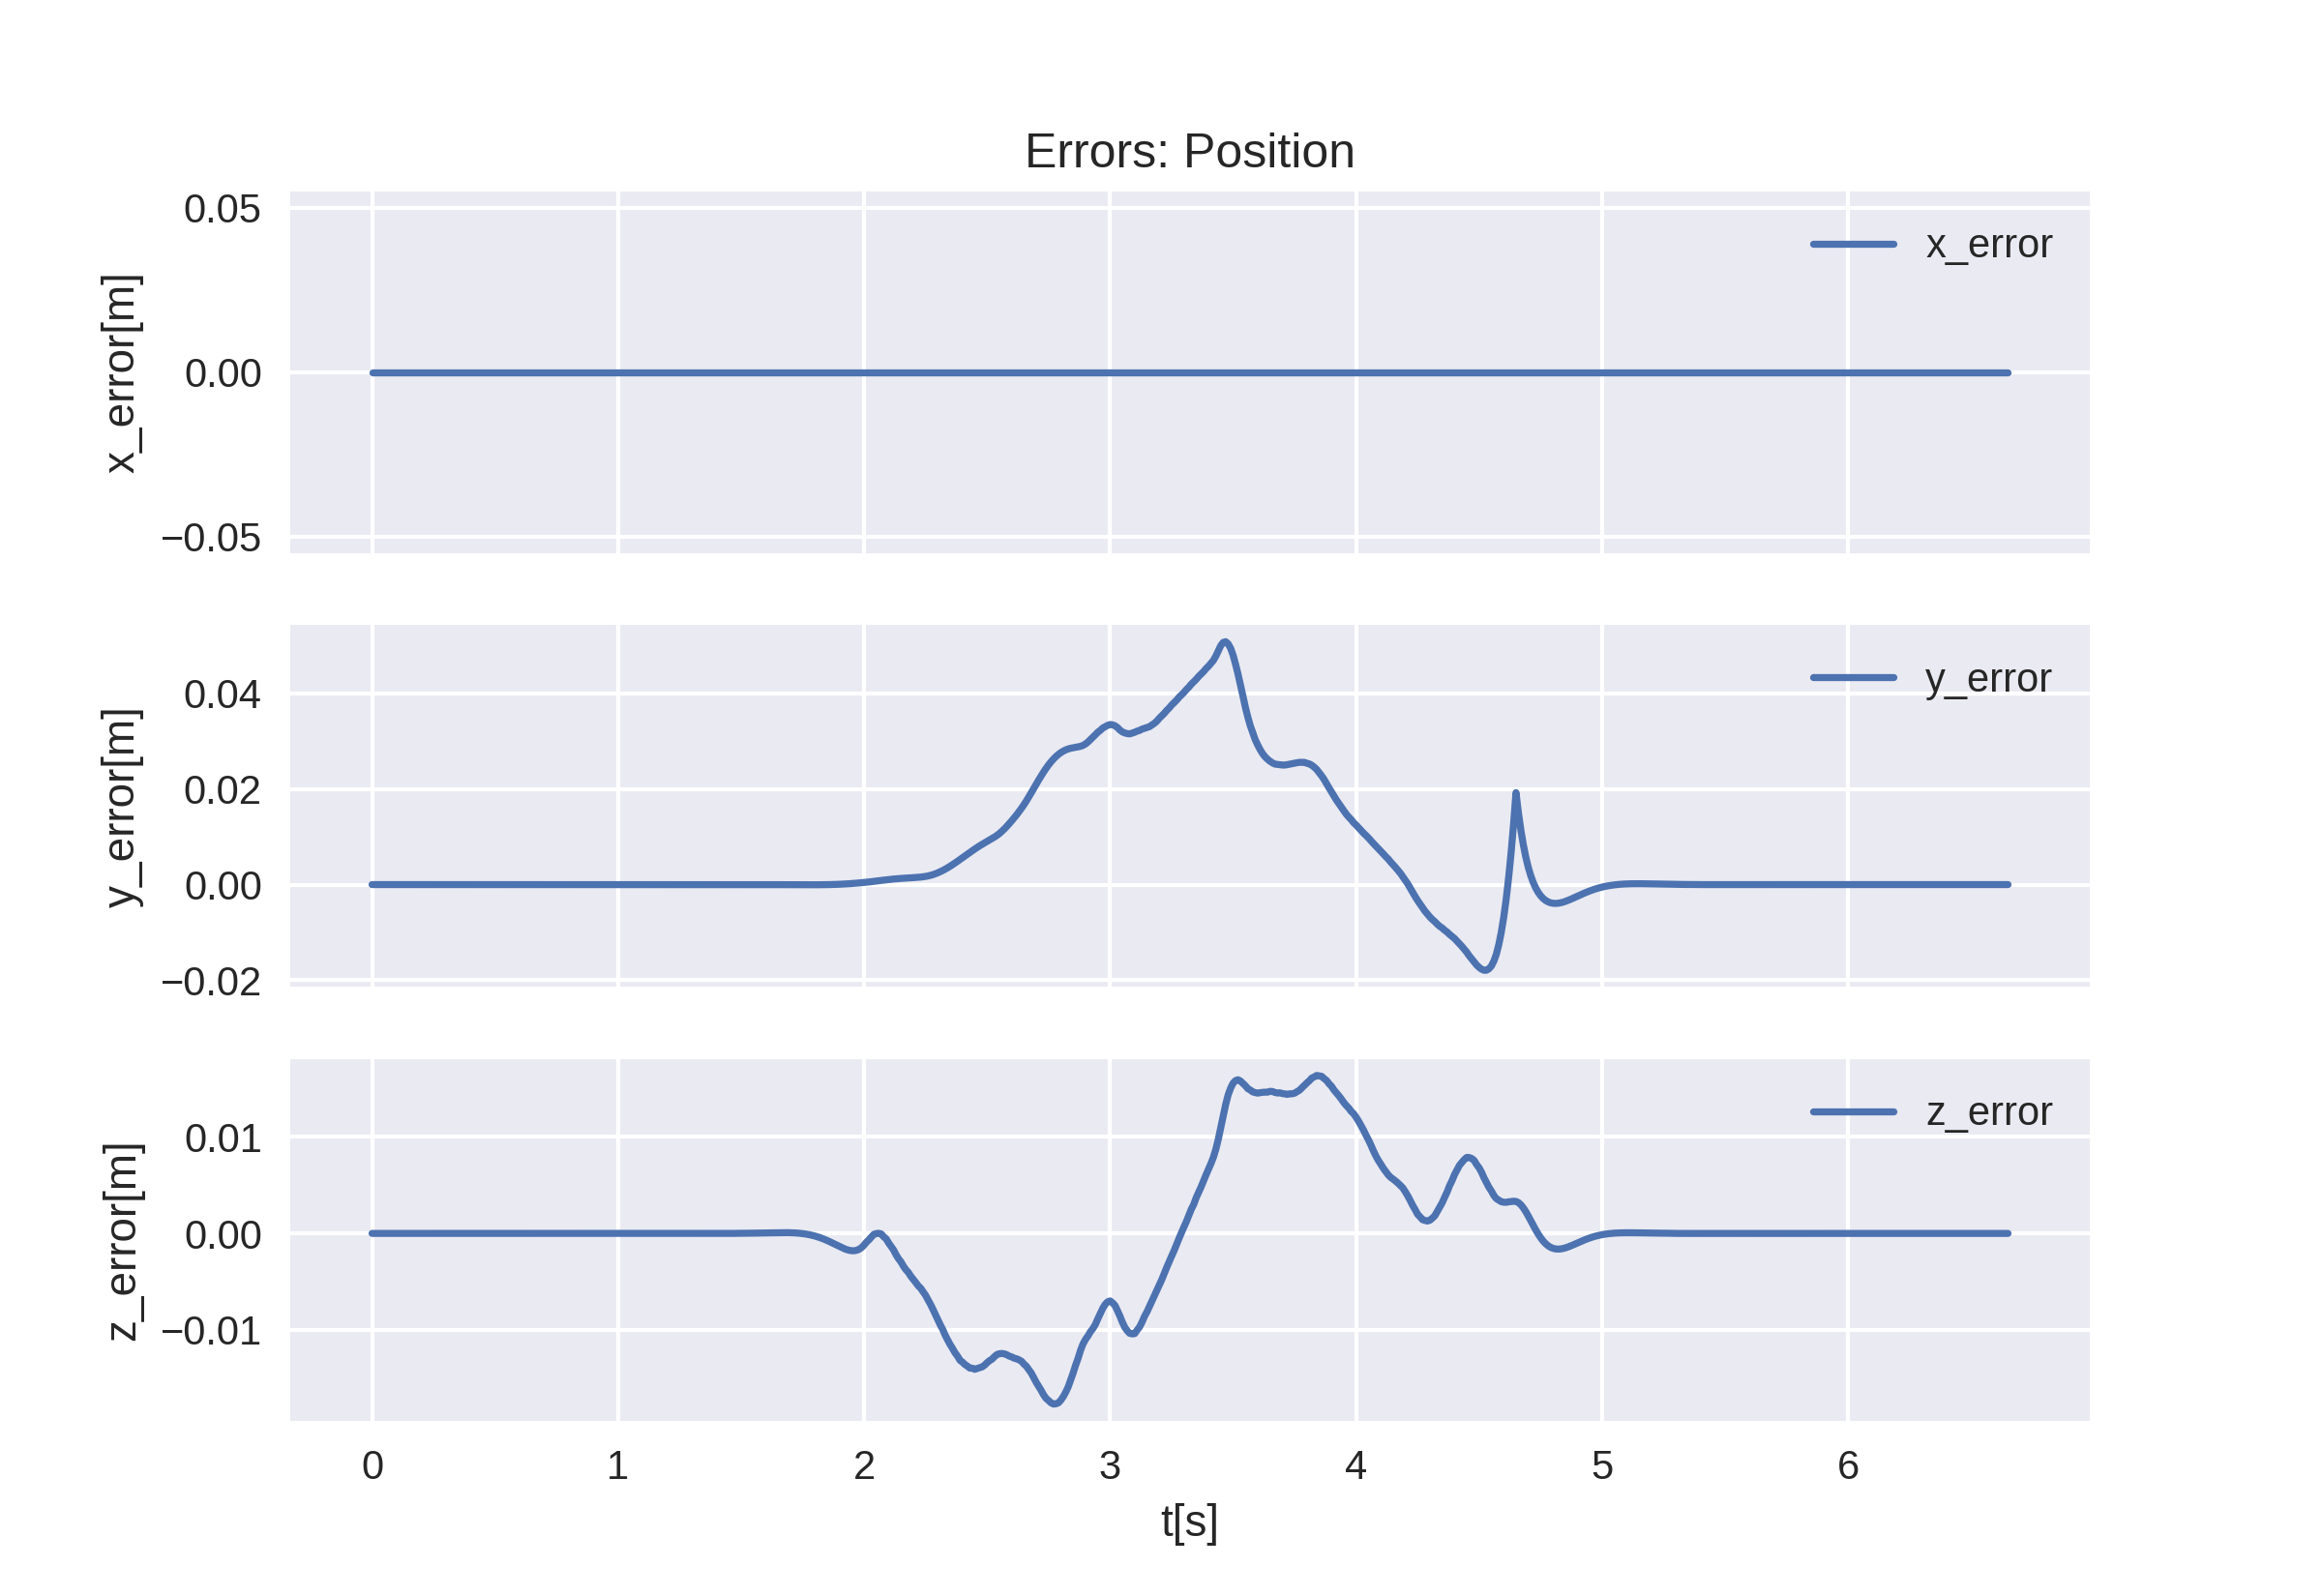 Errors: Position
0.05
0.00
−0.05
x_error[m]
x_error
0.04
0.02
0.00
−0.02
y_error[m]
y_error
0.01
0.00
−0.01
z_error[m]
z_error
0 1 2 3 4 5 6
t[s]